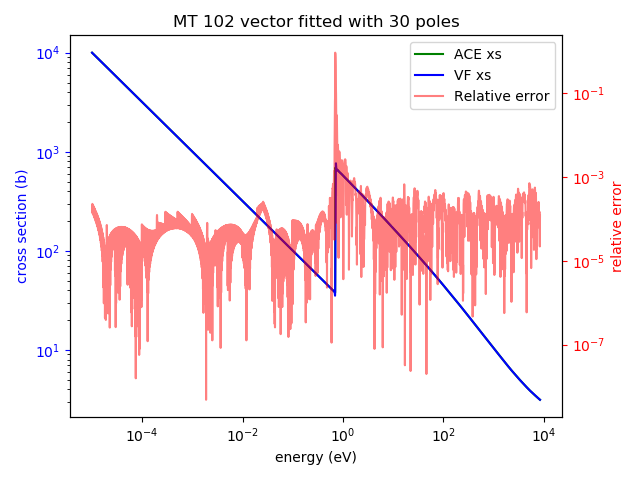 MT 102 vector fitted with 30 poles
ACE xs
VF xs
Relative error
cross section (b)
10^4
10^3
10^2
10^1
10^-1
10^-3
10^-5
10^-7
relative error
10^-4
10^-2
10^0
10^2
10^4
energy (eV)